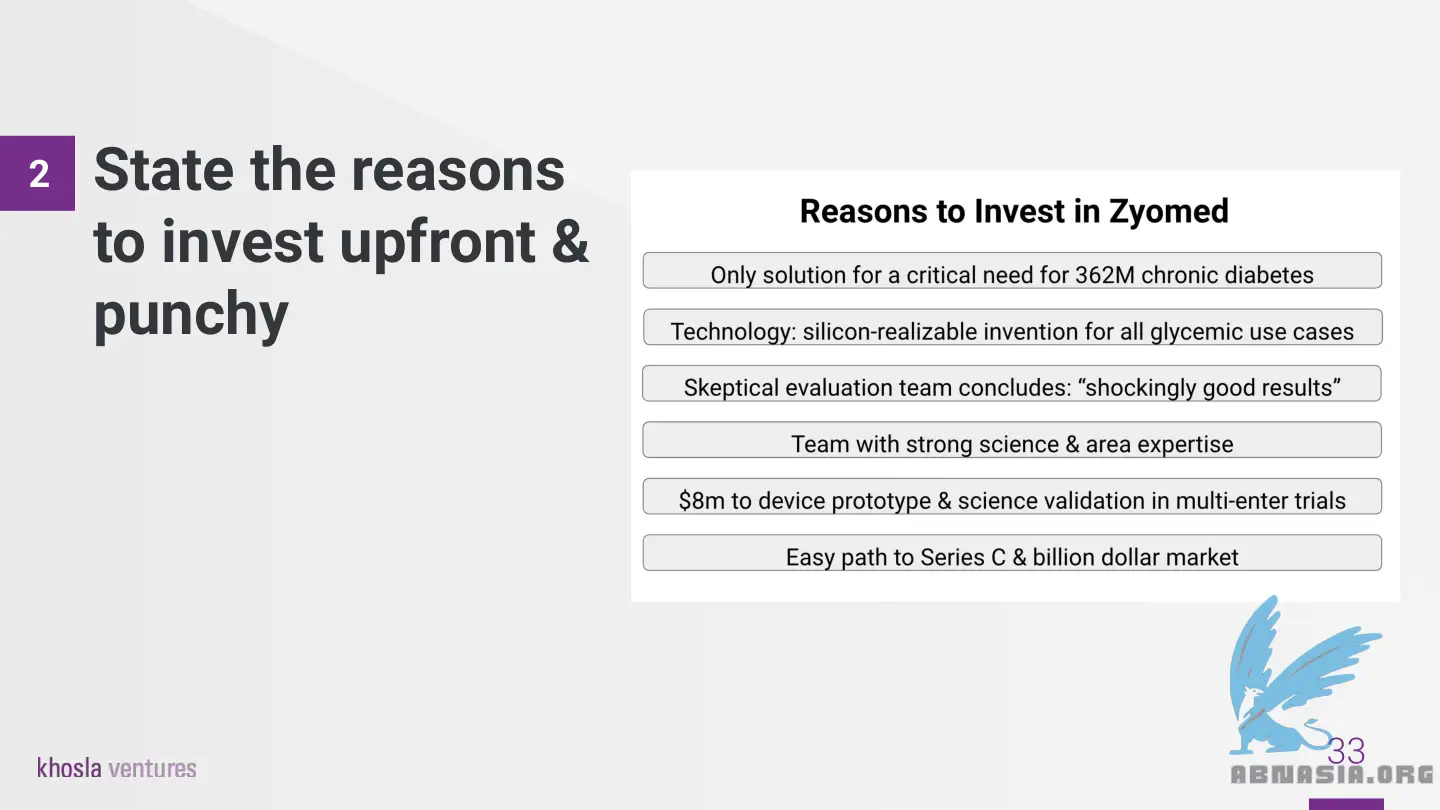 2
State the reasons
to invest upfront &
punchy
Reasons to Invest in Zyomed
Only solution for a critical need for 362M chronic diabetes
Technology: silicon-realizable invention for all glycemic use cases
Skeptical evaluation team concludes: “shockingly good results”
Team with strong science & area expertise
$8m to device prototype & science validation in multi-enter trials
Easy path to Series C & billion dollar market
khosla ventures
33
ABNASIA.ORG